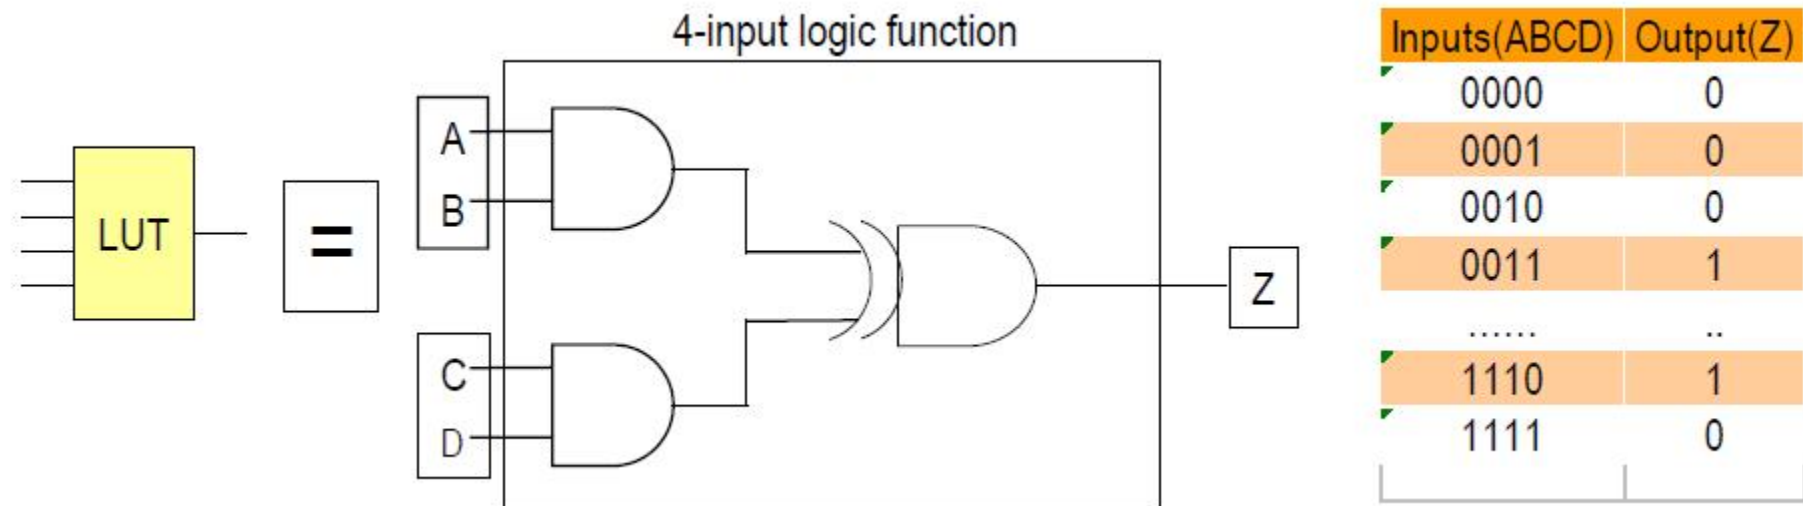 4-input logic function
LUT
=
A
B
C
D
Z
Inputs(ABCD) Output(Z)
0000 0
0001 0
0010 0
0011 1
...... ..
1110 1
1111 0